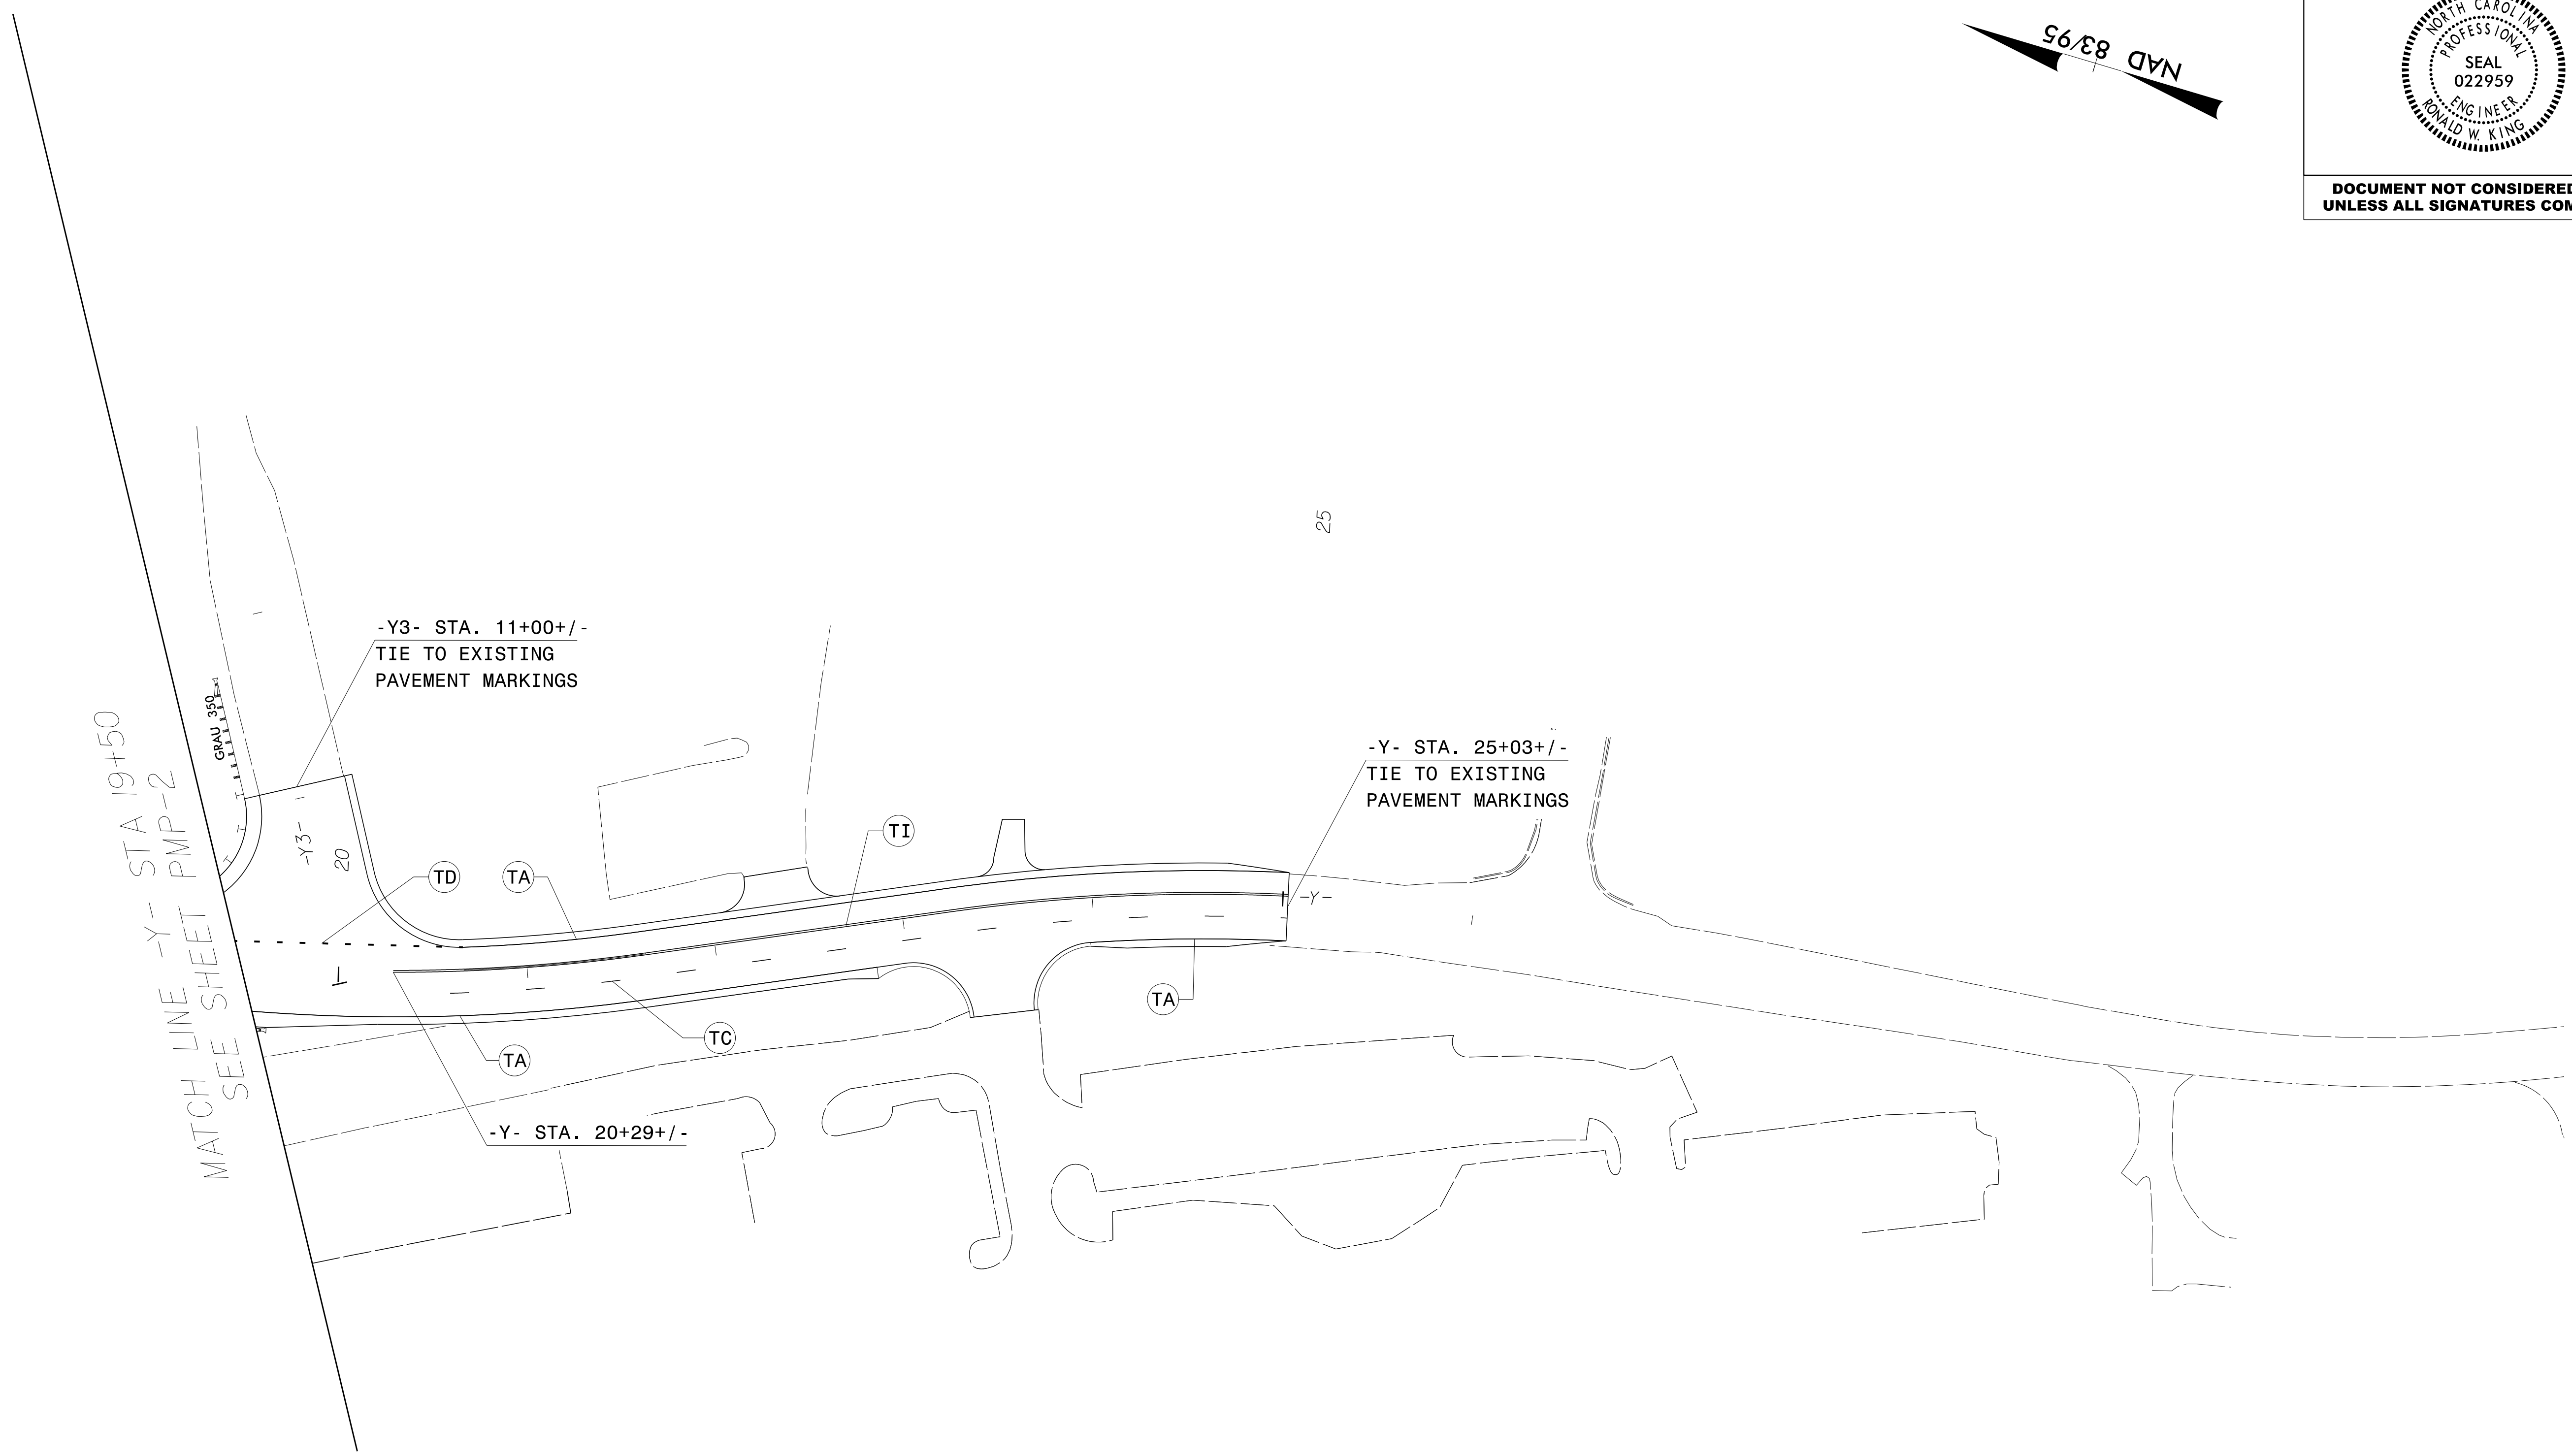 NAD 83/95
NORTH CAROLINA
PROFESSIONAL
SEAL
022959
ENGINEER
RONALD W. KING
DOCUMENT NOT CONSIDERED
UNLESS ALL SIGNATURES COM
25
-Y3- STA. 11+00+/-
TIE TO EXISTING
PAVEMENT MARKINGS
GRAU 350
MATCH LINE -Y- STA 19+50
SEE SHEET PMP-2
-Y- STA. 25+03+/-
TIE TO EXISTING
PAVEMENT MARKINGS
TI
-Y3-
20
TD
TA
-Y-
TA
TC
TA
-Y- STA. 20+29+/-